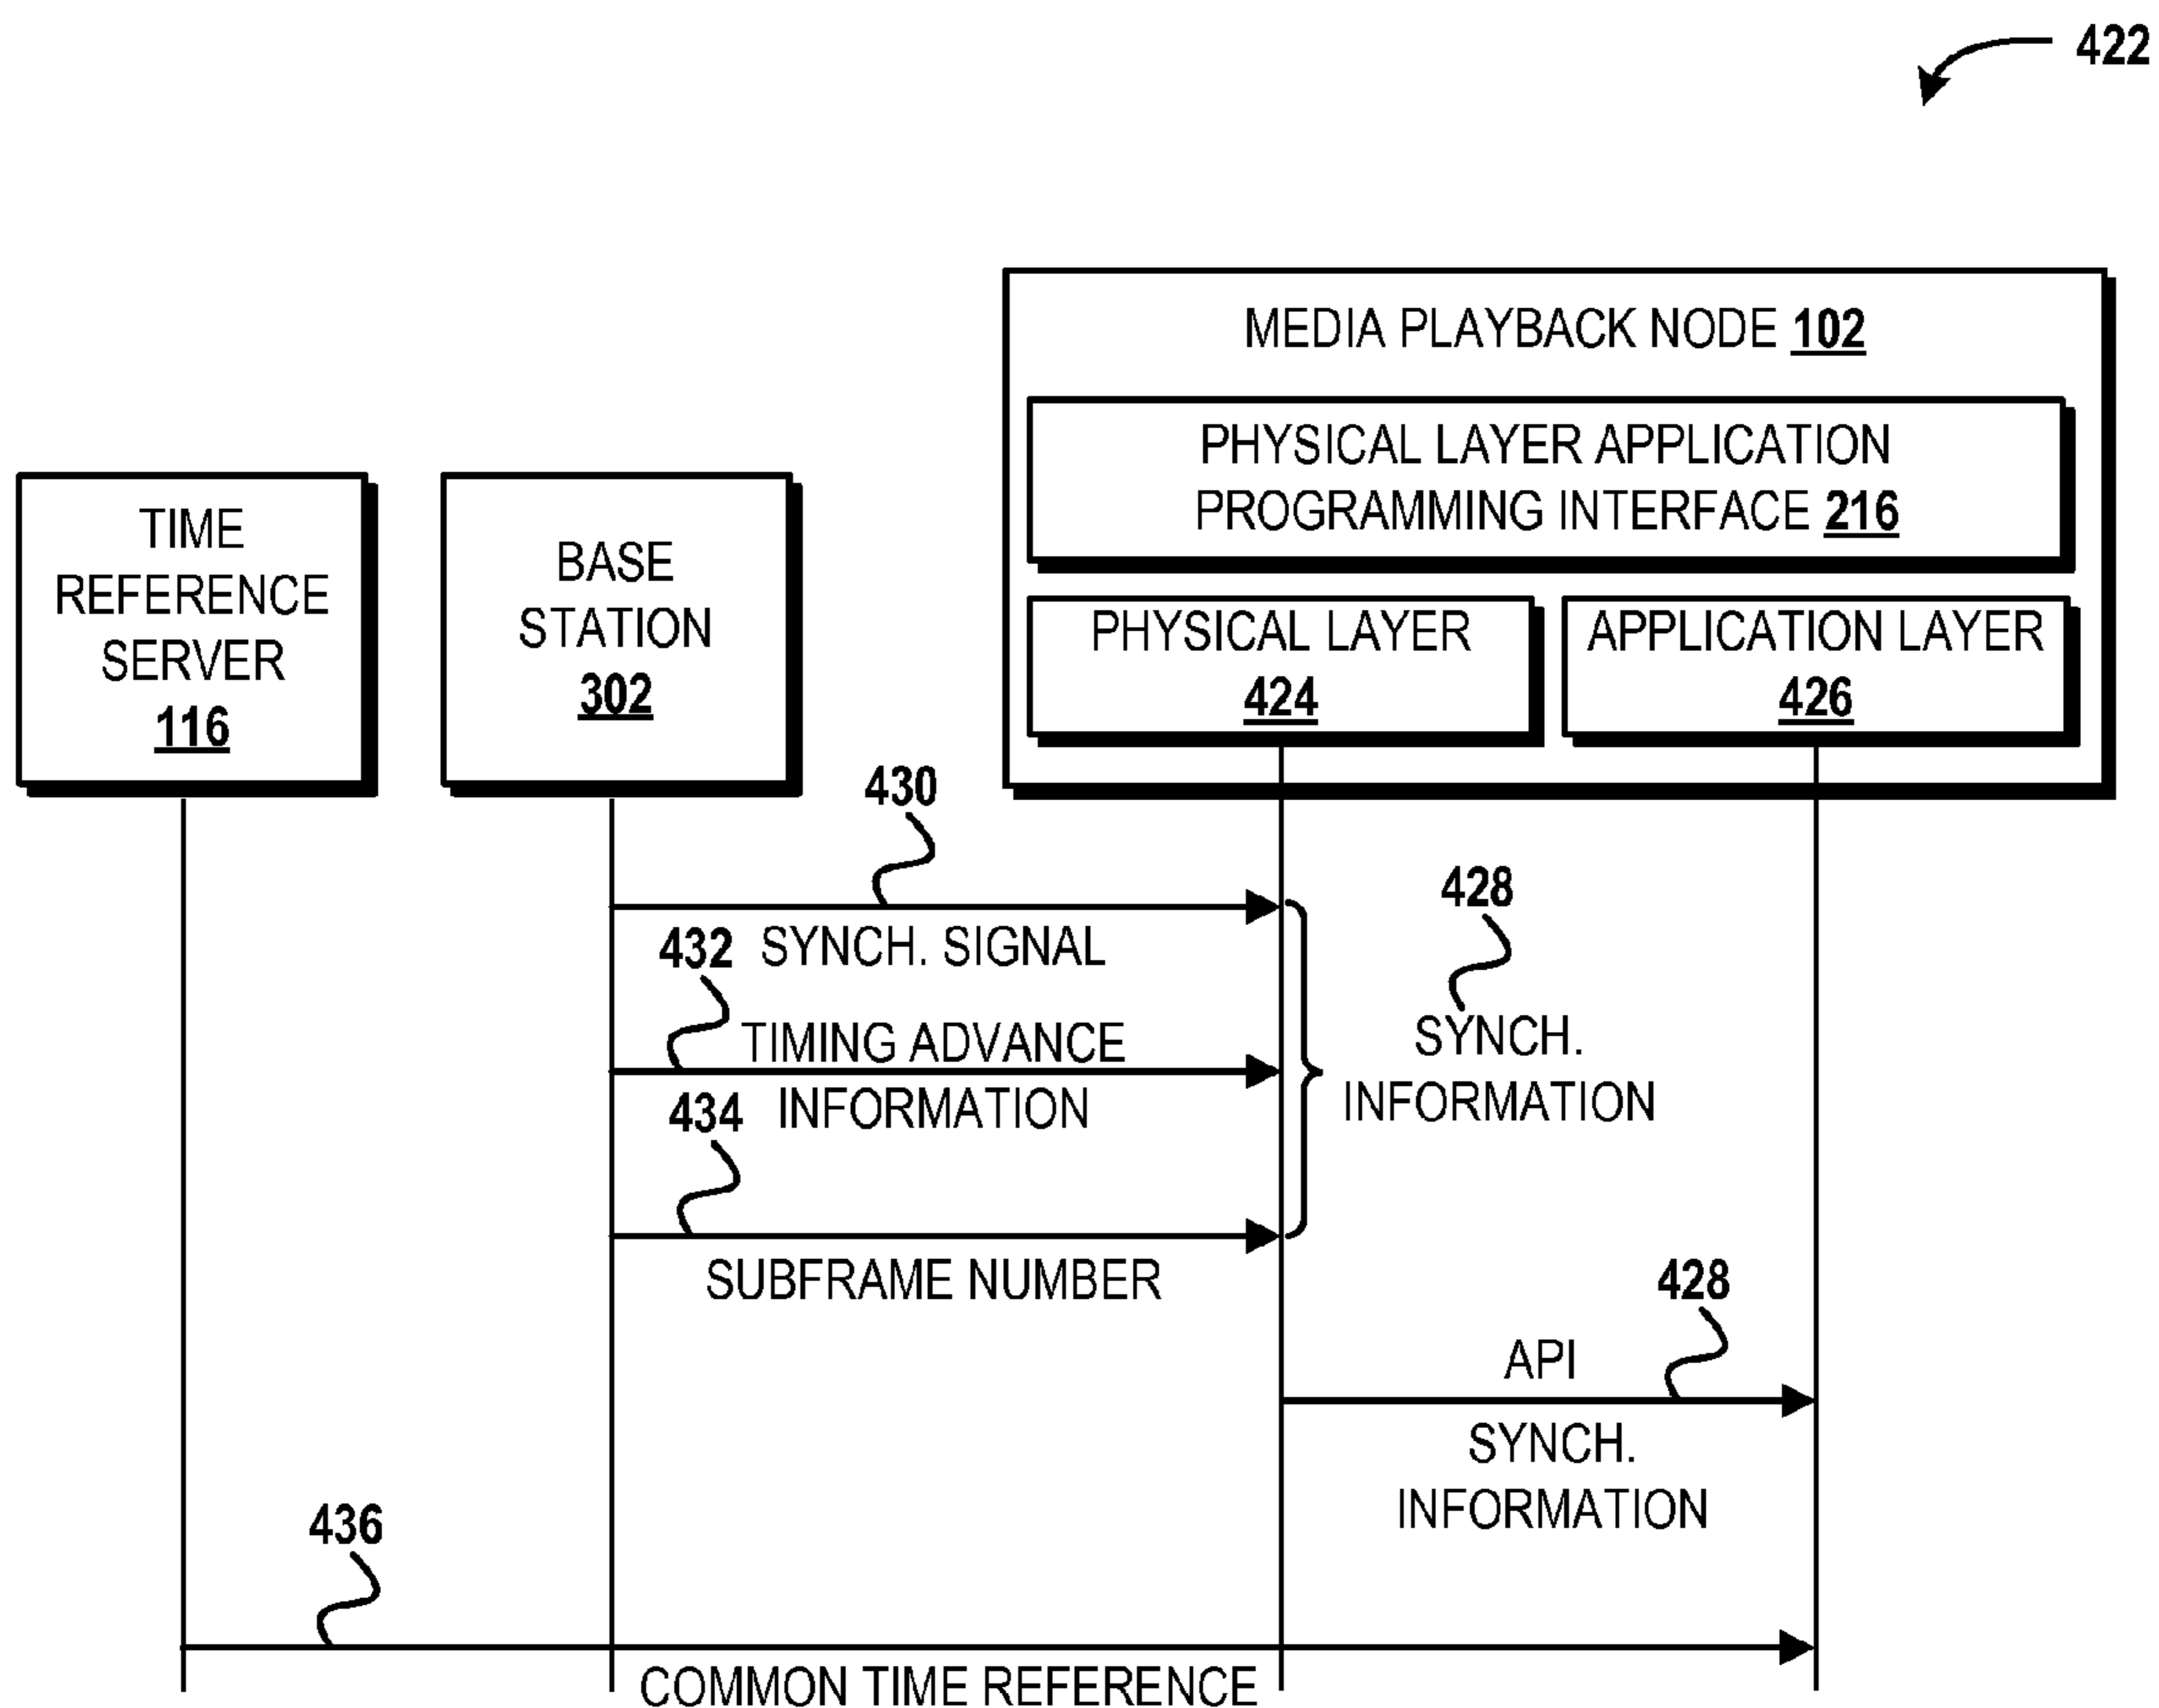 422
MEDIA PLAYBACK NODE 102
PHYSICAL LAYER APPLICATION
PROGRAMMING INTERFACE 216
TIME
REFERENCE
SERVER
116
BASE
STATION
302
PHYSICAL LAYER
424
APPLICATION LAYER
426
430
SYNCH. SIGNAL
432
TIMING ADVANCE
INFORMATION
434
SUBFRAME NUMBER
428
SYNCH.
INFORMATION
428
API
SYNCH.
INFORMATION
436
COMMON TIME REFERENCE